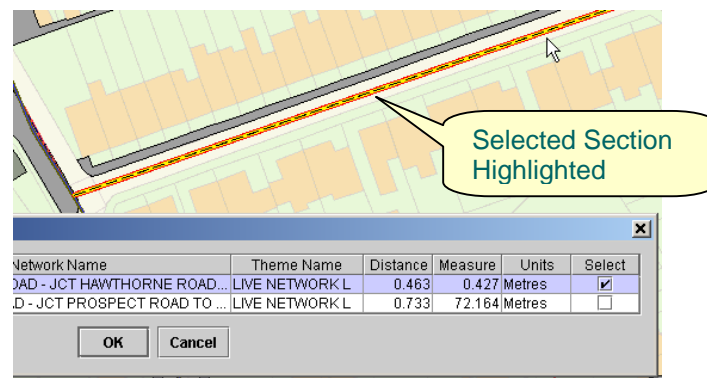 Selected Section
Highlighted
Network Name Theme Name Distance Measure Units Select
OAD - JCT HAWTHORNE ROAD... LIVE NETWORK L 0.463 0.427 Metres
D - JCT PROSPECT ROAD TO ... LIVE NETWORK L 0.733 72.164 Metres
OK Cancel